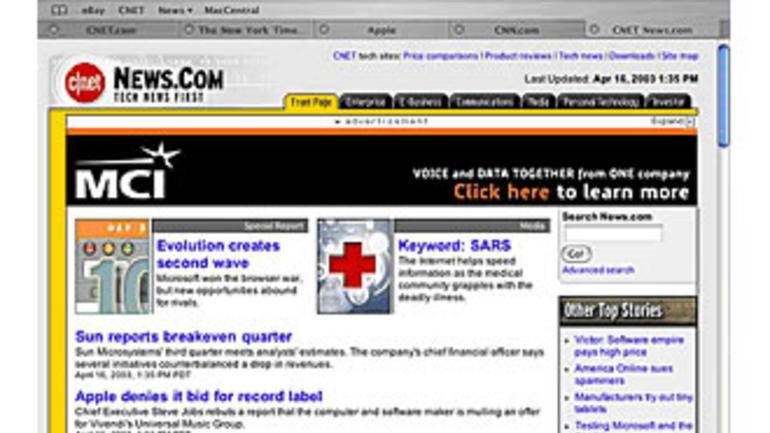 eBay CNET News MacCentral
CNET.com The New York Time... Apple CNN.com CNET News.com
CNET tech sites: Price comparisons | Product reviews | Tech news | Downloads | Site map
c|net NEWS.COM
TECH NEWS FIRST
Last Updated: Apr 16, 2003 1:35 PM
Front Page Enterprise E-Business Communications Media Personal Technology Investor
advertisement
Expand
MCI
VOICE and DATA TOGETHER from ONE company
Click here to learn more
DAY 3
10
Special Report
Evolution creates
second wave
Microsoft won the browser war,
but new opportunities abound
for rivals.
Media
Keyword: SARS
The Internet helps speed
information as the medical
community grapples with the
deadly illness.
Search News.com
Go!
Advanced search
Sun reports breakeven quarter
Sun Microsystems' third quarter meets analysts' estimates. The company's chief financial officer says
several initiatives counterbalanced a drop in revenues.
April 16, 2003, 1:35 PM PDT
Apple denies it bid for record label
Chief Executive Steve Jobs rebuts a report that the computer and software maker is mulling an offer
for Vivendi's Universal Music Group.
Other Top Stories
Victor: Software empire
pays high price
America Online sues
spammers
Manufacturers try out tiny
tablets
Testing Microsoft and the